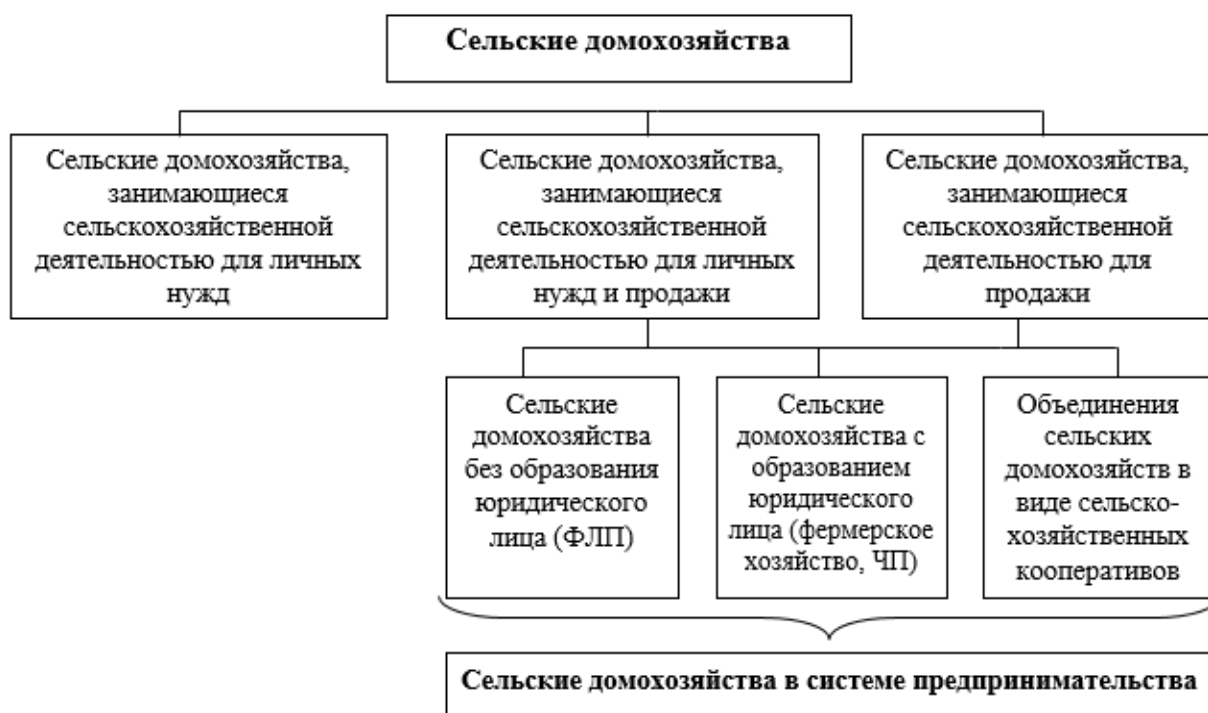 Сельские домохозяйства
Сельские домохозяйства,
занимающиеся
сельскохозяйственной
деятельностью для личных
нужд
Сельские домохозяйства,
занимающиеся
сельскохозяйственной
деятельностью для личных
нужд и продажи
Сельские домохозяйства,
занимающиеся
сельскохозяйственной
деятельностью для
продажи
Сельские
домохозяйства
без образования
юридического
лица (ФЛП)
Сельские
домохозяйства с
образованием
юридического
лица (фермерское
хозяйство, ЧП)
Объединения
сельских
домохозяйств в
виде сельско-
хозяйственных
кооперативов
Сельские домохозяйства в системе предпринимательства